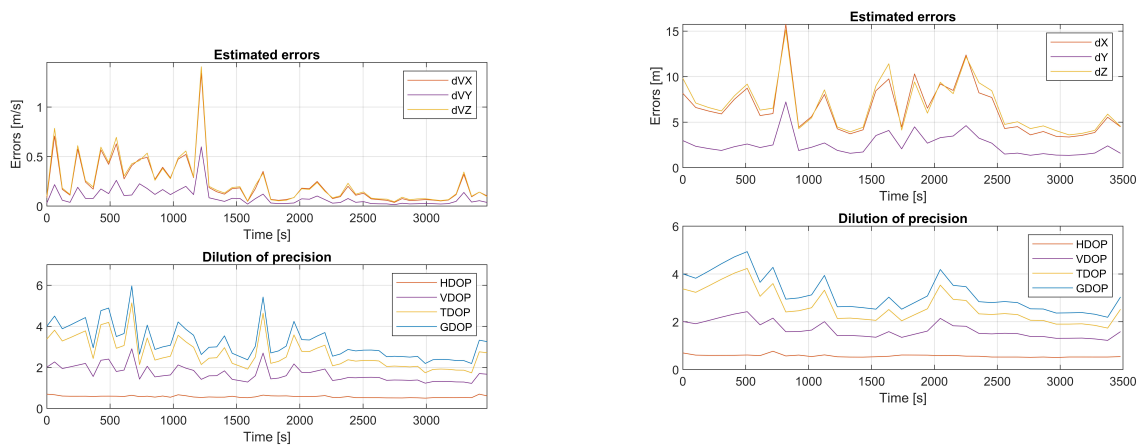 Estimated errors
Errors [m/s]
1
0.5
0
dVX
dVY
dVZ
0 500 1000 1500 2000 2500 3000
Time [s]
Dilution of precision
6
4
2
0
HDOP
VDOP
TDOP
GDOP
0 500 1000 1500 2000 2500 3000
Time [s]
Estimated errors
Errors [m]
15
10
5
0
dX
dY
dZ
0 500 1000 1500 2000 2500 3000 3500
Time [s]
Dilution of precision
6
4
2
0
HDOP
VDOP
TDOP
GDOP
0 500 1000 1500 2000 2500 3000 3500
Time [s]